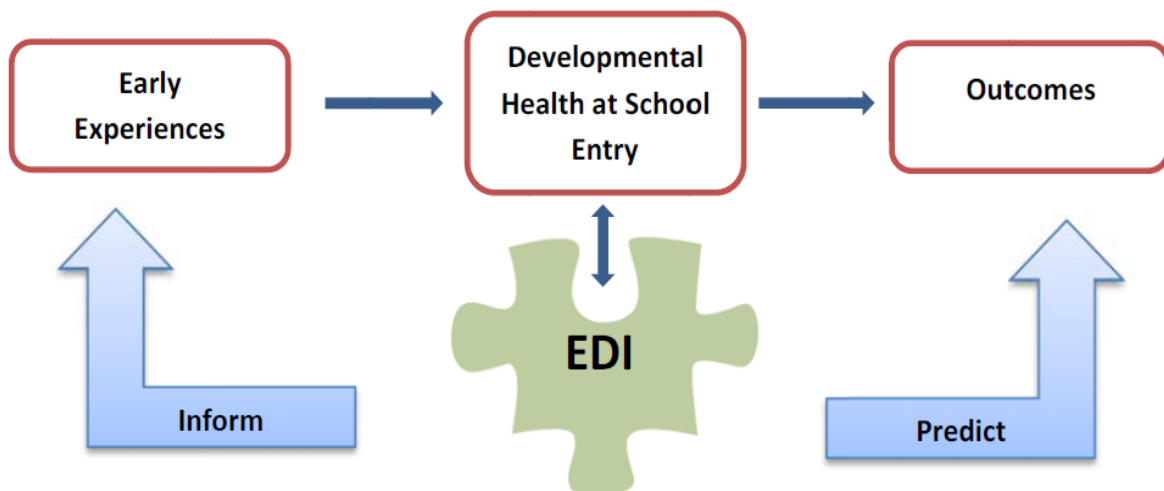 Early
Experiences
Developmental
Health at School
Entry
Outcomes
EDI
Inform
Predict